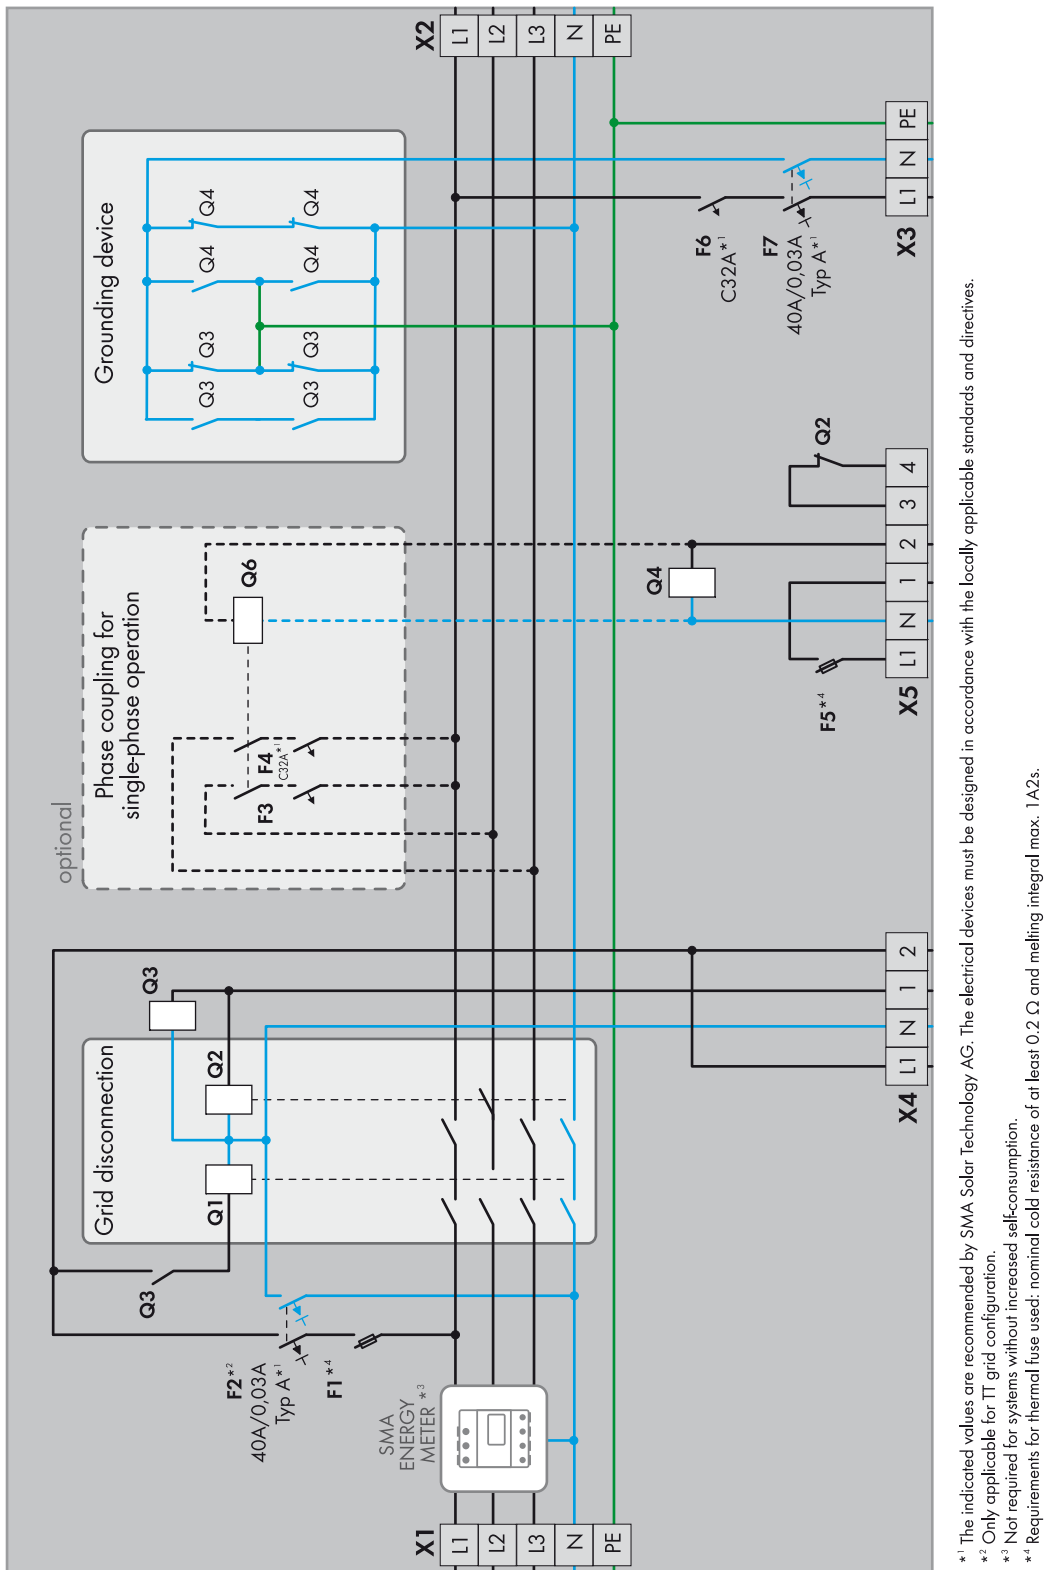 X1
L1
L2
L3
N
PE
SMA
ENERGY
METER *³
F2*²
40A/0,03A
Typ A*¹
F1*⁴
Q3
Grid disconnection
Q1
Q2
Q3
X4
L1
N
1
2
optional
Phase coupling for
single-phase operation
F3
F4
C32A*¹
Q6
Q4
X5
L1
N
1
2
3
4
F5*⁴
Q2
Grounding device
Q3
Q3
Q3
Q3
Q4
Q4
Q4
Q4
F6
C32A*¹
F7
40A/0,03A
Typ A*¹
X3
L1
N
PE
X2
L1
L2
L3
N
PE
*¹ The indicated values are recommended by SMA Solar Technology AG. The electrical devices must be designed in accordance with the locally applicable standards and directives.
*² Only applicable for TT grid configuration.
*³ Not required for systems without increased self-consumption.
*⁴ Requirements for thermal fuse used: nominal cold resistance of at least 0.2 Ω and melting integral max. 1A2s.